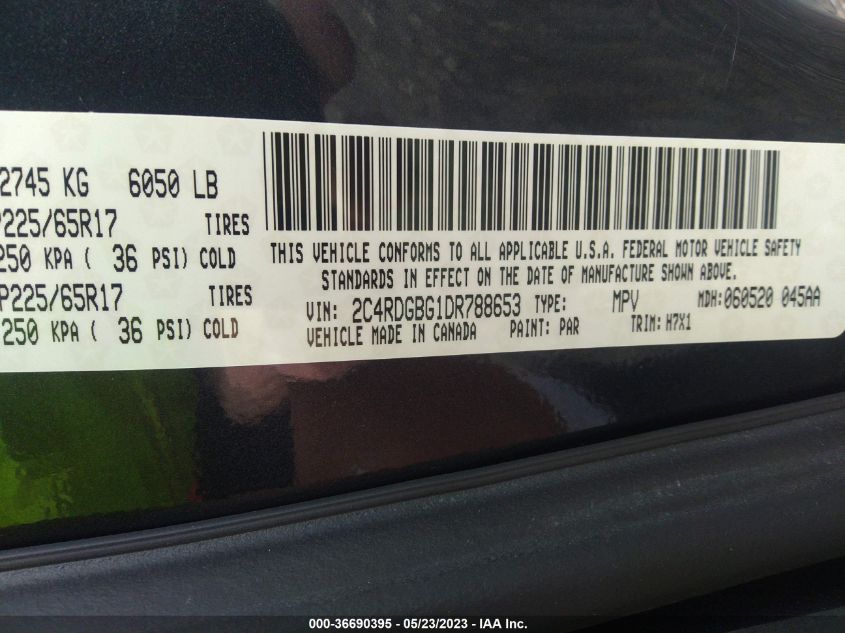 2745 KG 6050 LB
P225/65R17 TIRES
250 KPA ( 36 PSI) COLD
P225/65R17 TIRES
250 KPA ( 36 PSI) COLD
THIS VEHICLE CONFORMS TO ALL APPLICABLE U.S.A. FEDERAL MOTOR VEHICLE SAFETY
STANDARDS IN EFFECT ON THE DATE OF MANUFACTURE SHOWN ABOVE.
VIN: 2C4RDGBG1DR788653 TYPE: MPV MDH:060520 045AA
VEHICLE MADE IN CANADA PAINT: PAR TRIM: H7X1
000-36690395 - 05/23/2023 - IAA Inc.